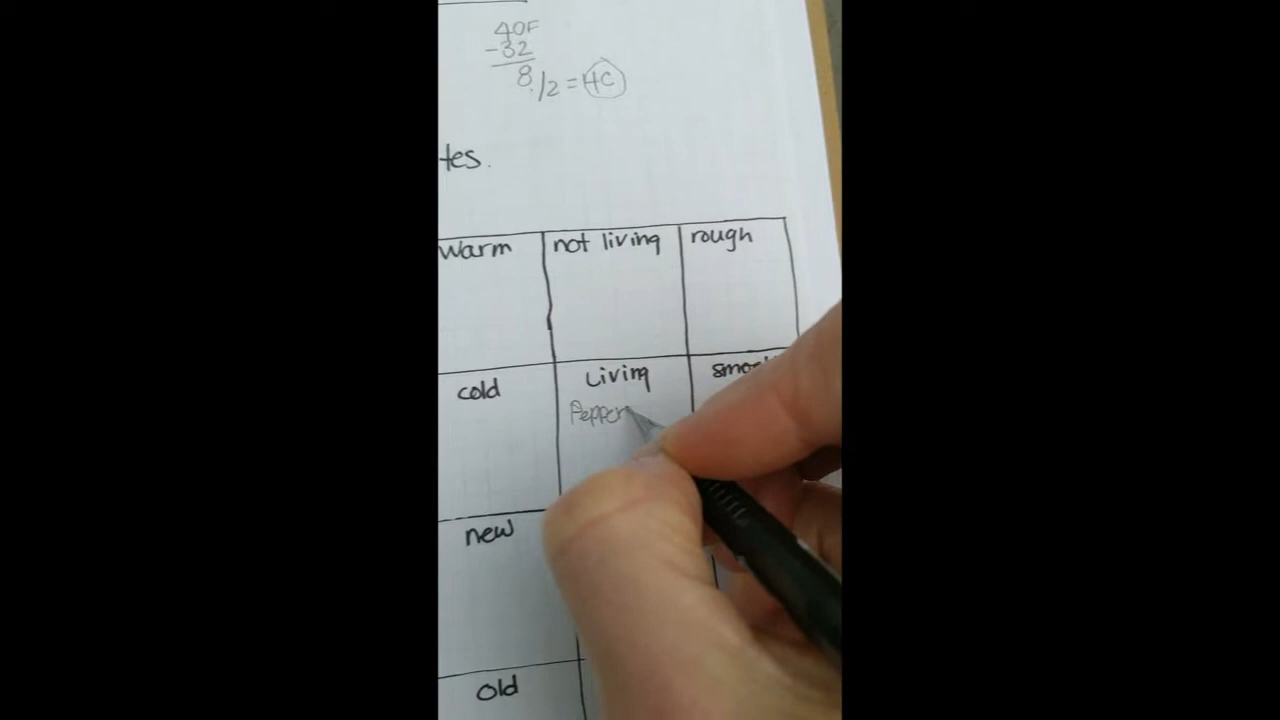 40F
-32
8/2 = 4C
tes.
warm
not living
rough
cold
Living
Pepper
new
old